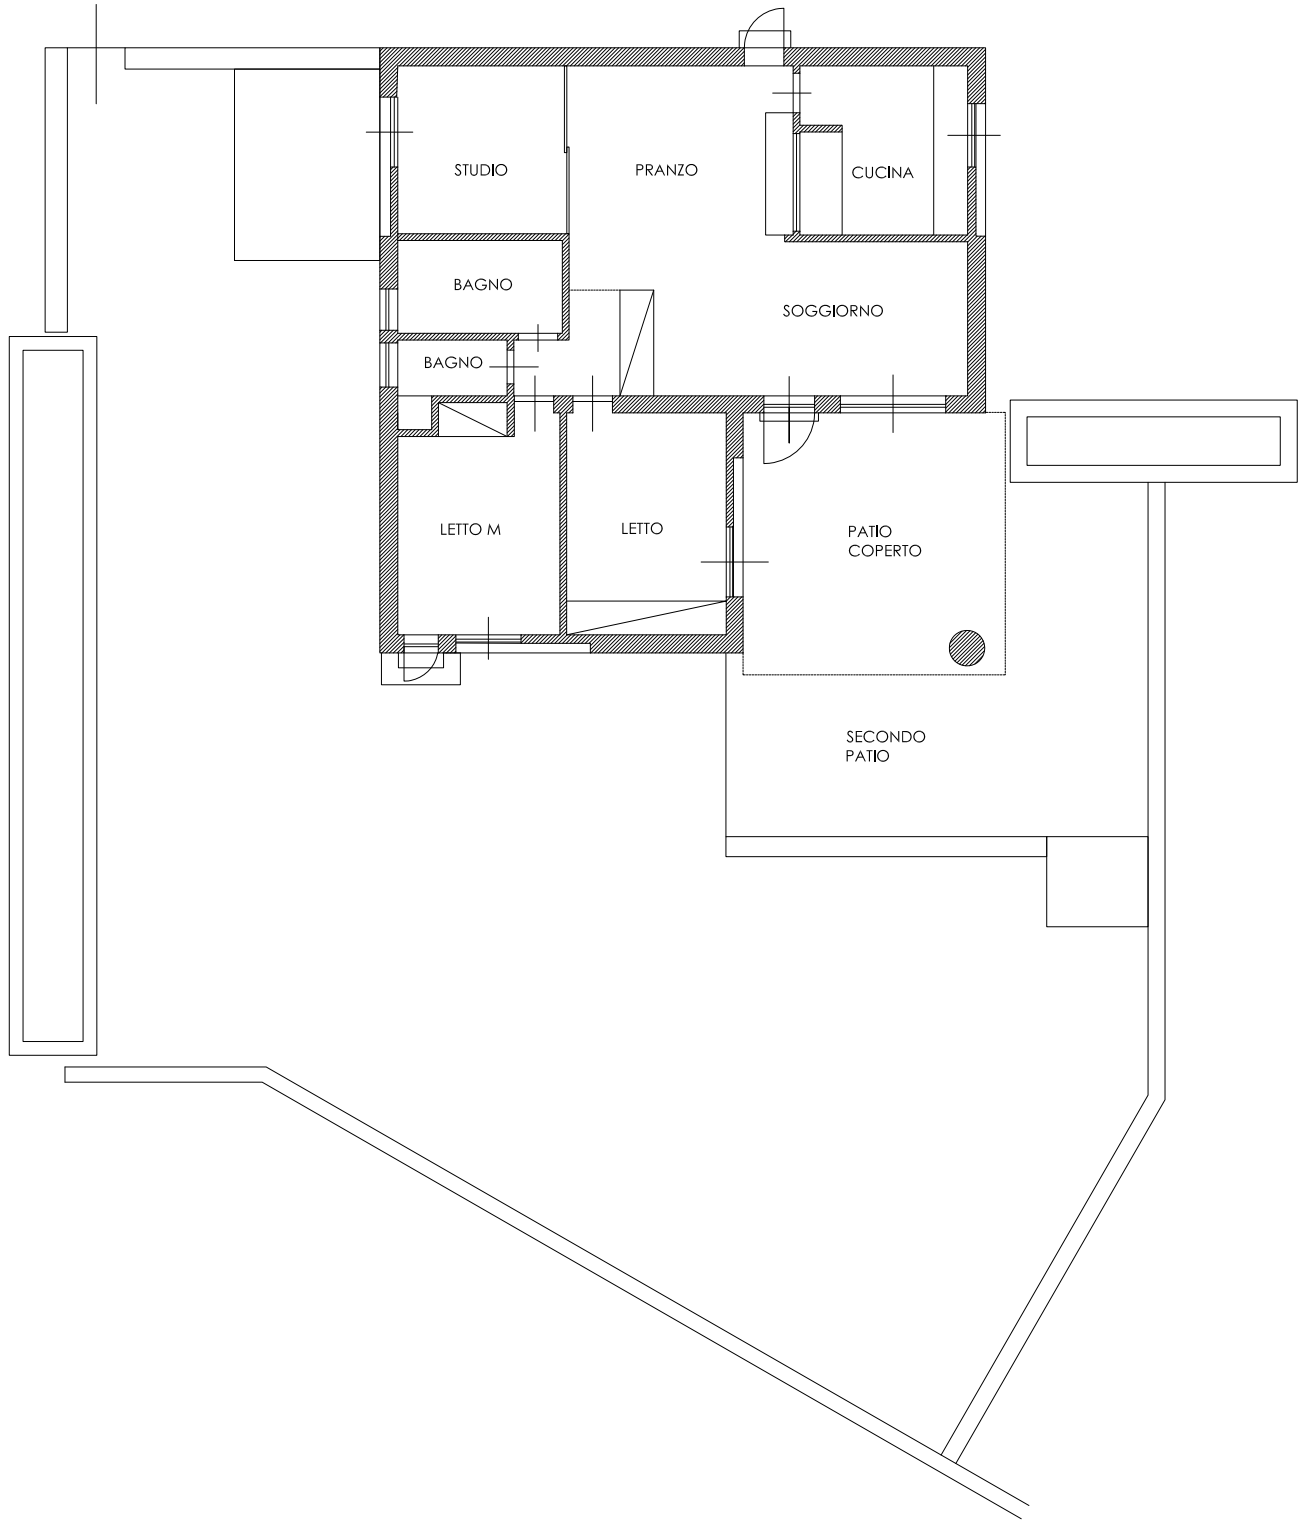 STUDIO
PRANZO
CUCINA
BAGNO
SOGGIORNO
BAGNO
LETTO M
LETTO
PATIO
COPERTO
SECONDO
PATIO